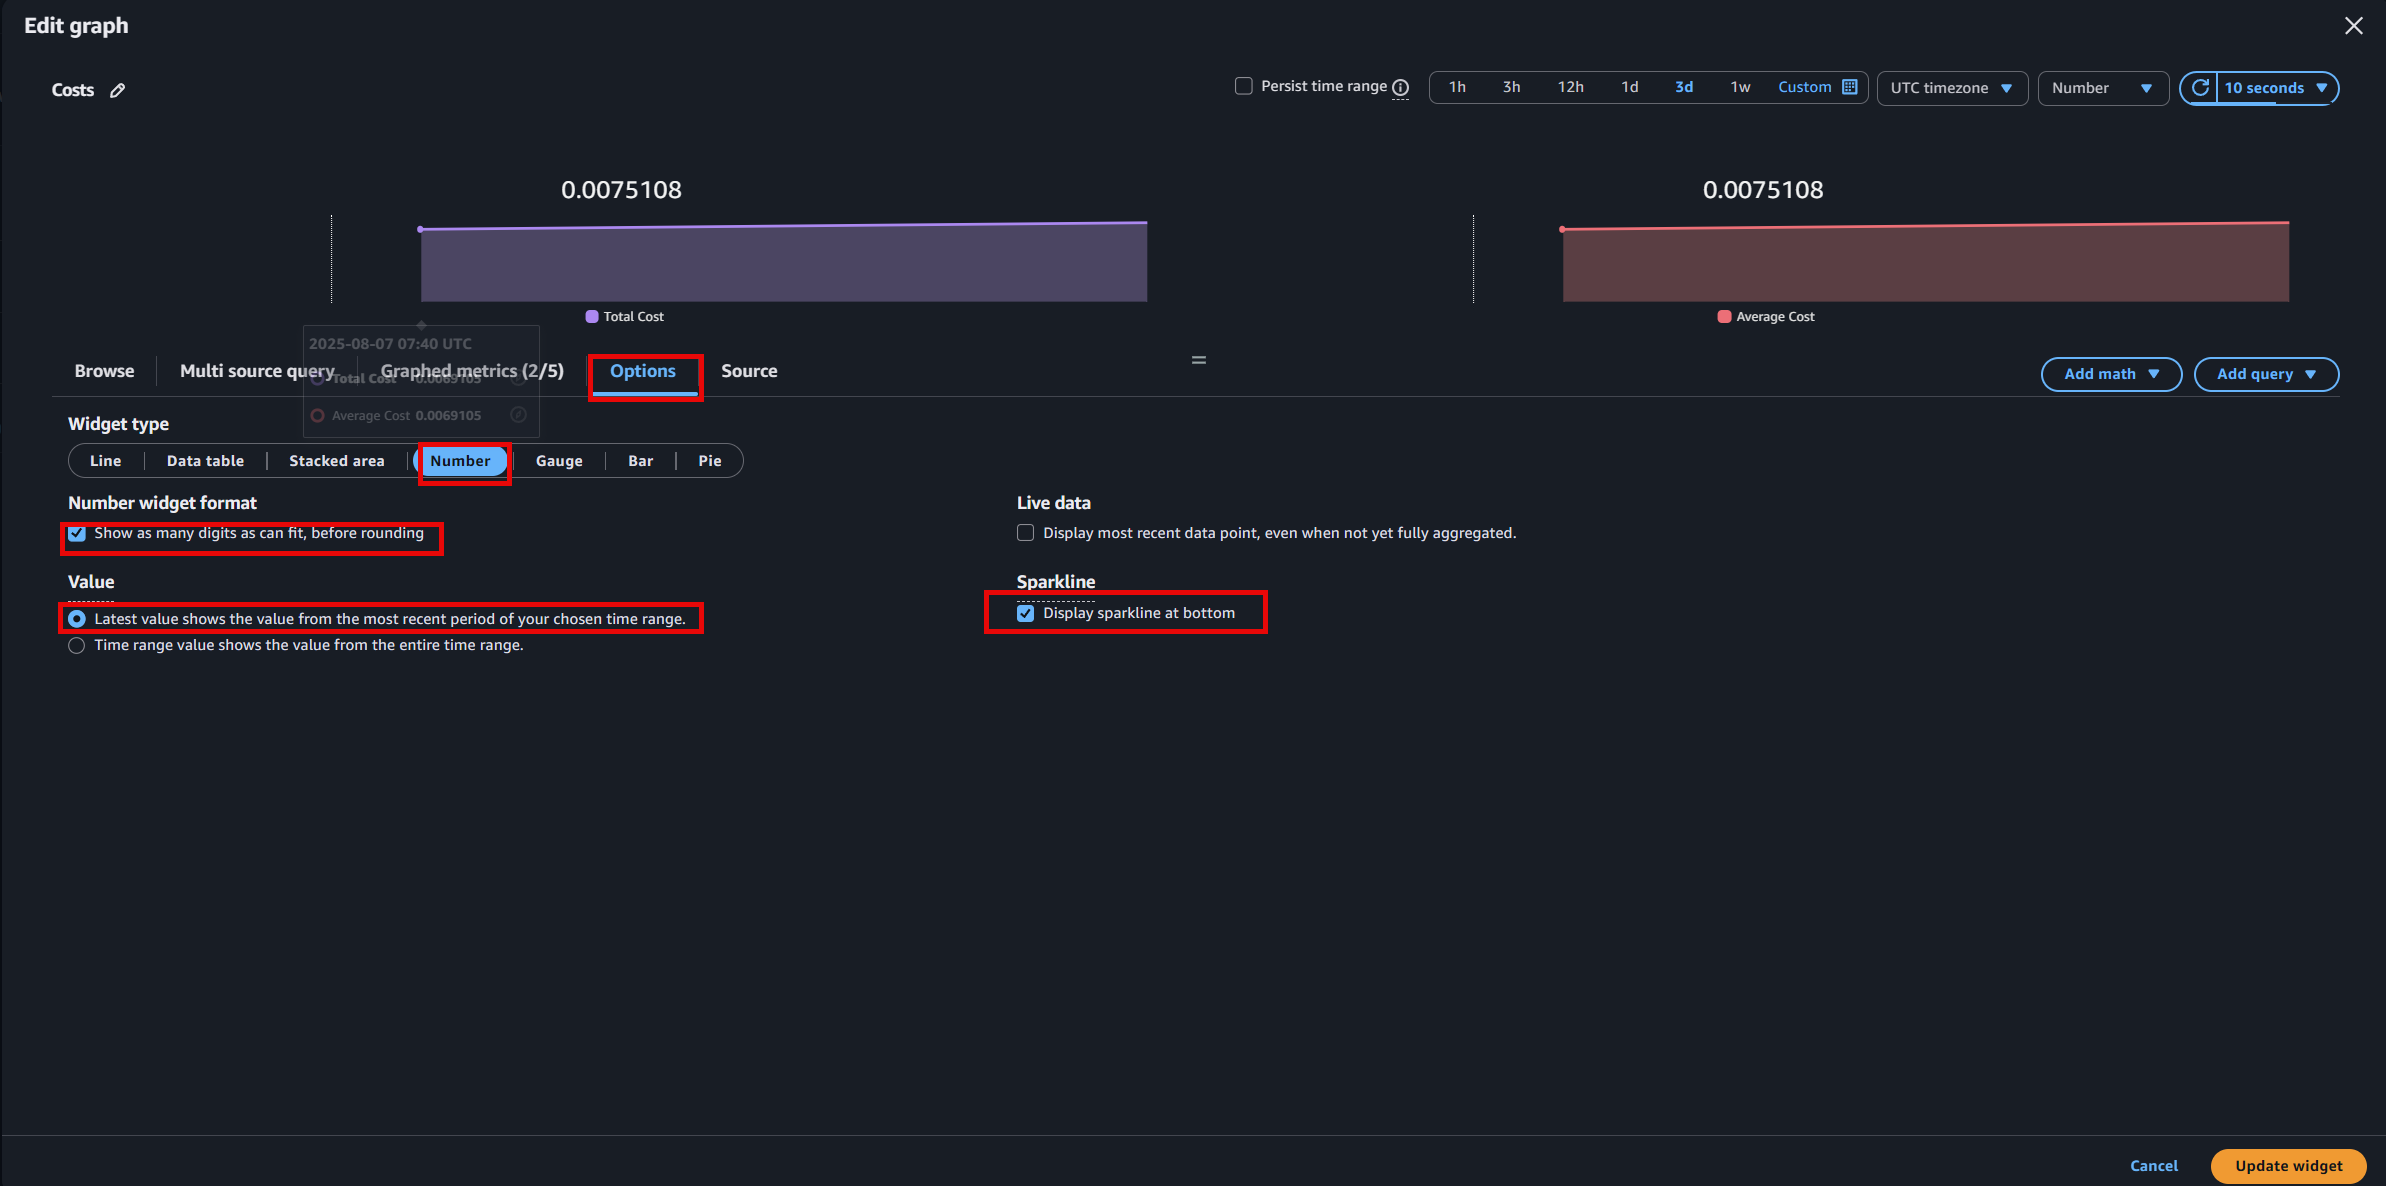 Edit graph
Costs
Persist time range
1h 3h 12h 1d 3d 1w Custom
UTC timezone
Number
10 seconds
0.0075108
0.0075108
Total Cost
Average Cost
2025-08-07 07:40 UTC
Total Cost 0.0069105
Average Cost 0.0069105
Browse Multi source query Graphed metrics (2/5) Options Source
Add math Add query
Widget type
Line Data table Stacked area Number Gauge Bar Pie
Number widget format
Show as many digits as can fit, before rounding
Live data
Display most recent data point, even when not yet fully aggregated.
Value
Latest value shows the value from the most recent period of your chosen time range.
Time range value shows the value from the entire time range.
Sparkline
Display sparkline at bottom
Cancel Update widget